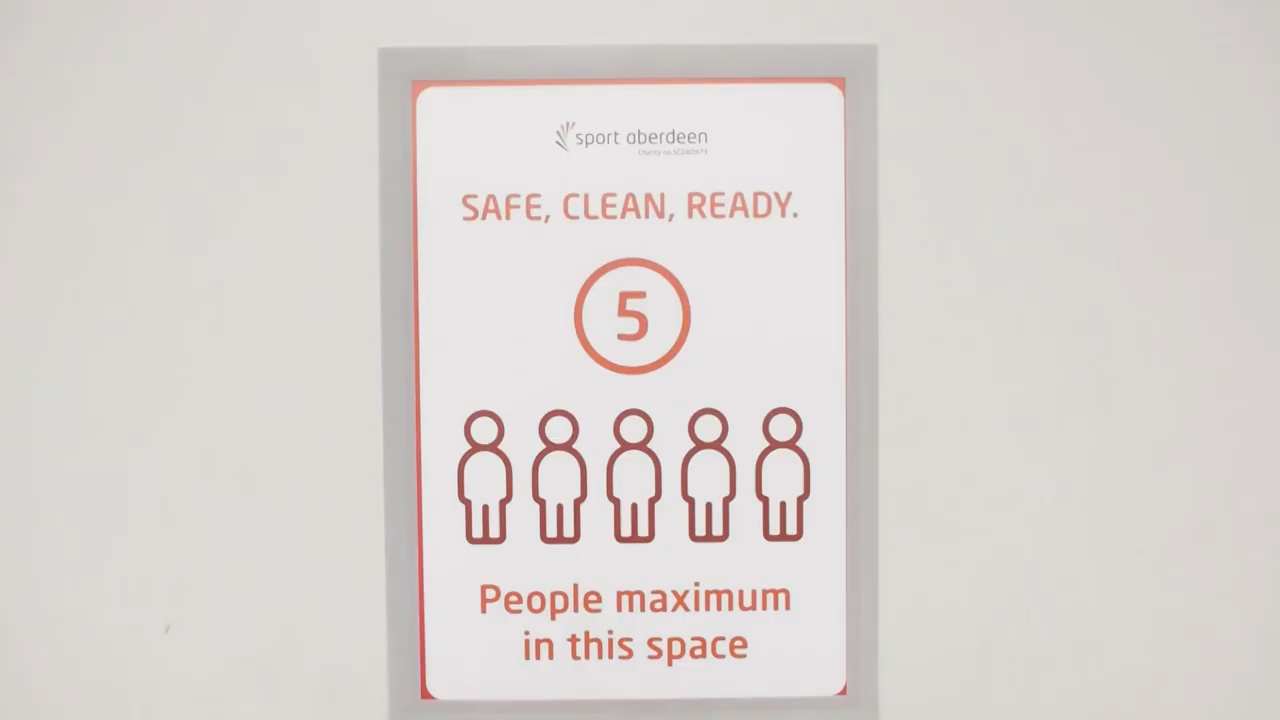 sport aberdeen
SAFE, CLEAN, READY.
5
People maximum
in this space